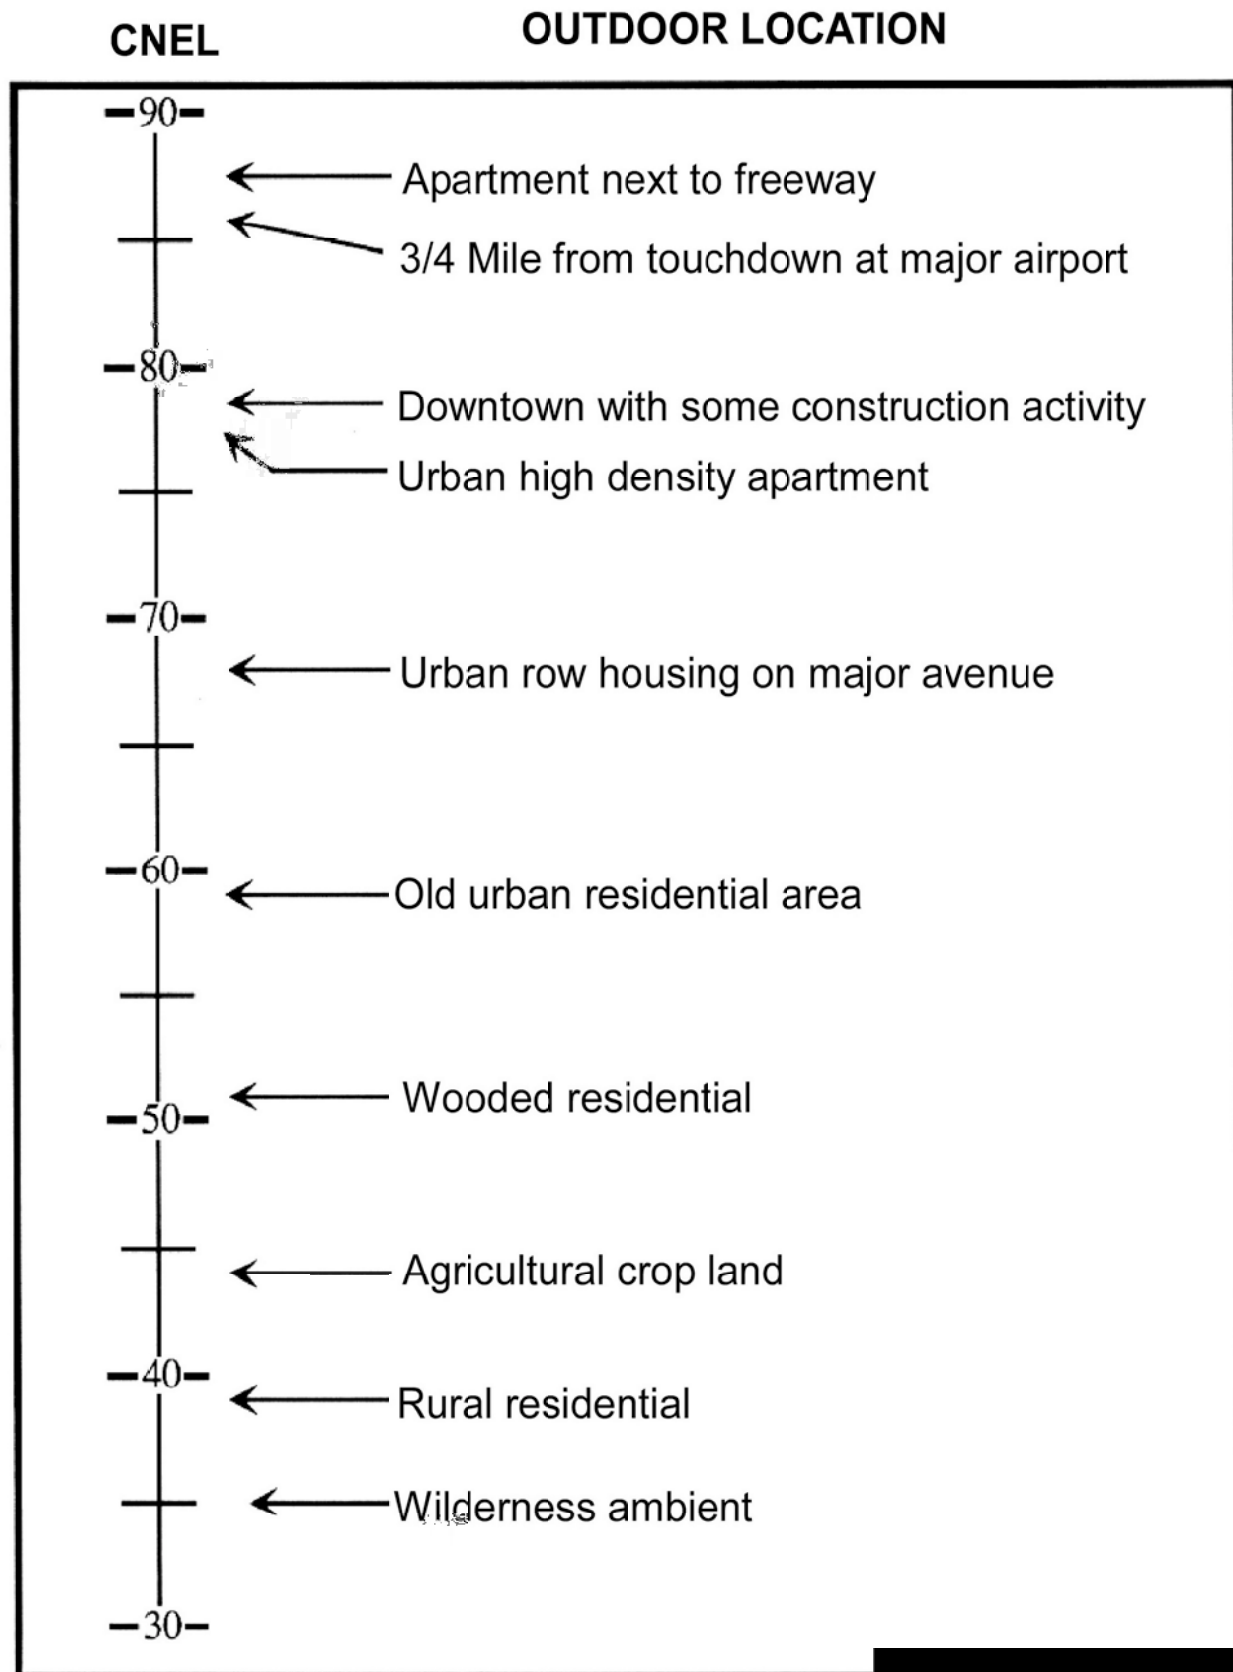 CNEL OUTDOOR LOCATION
90
Apartment next to freeway
3/4 Mile from touchdown at major airport
80
Downtown with some construction activity
Urban high density apartment
70
Urban row housing on major avenue
60
Old urban residential area
Wooded residential
50
Agricultural crop land
40
Rural residential
Wilderness ambient
30